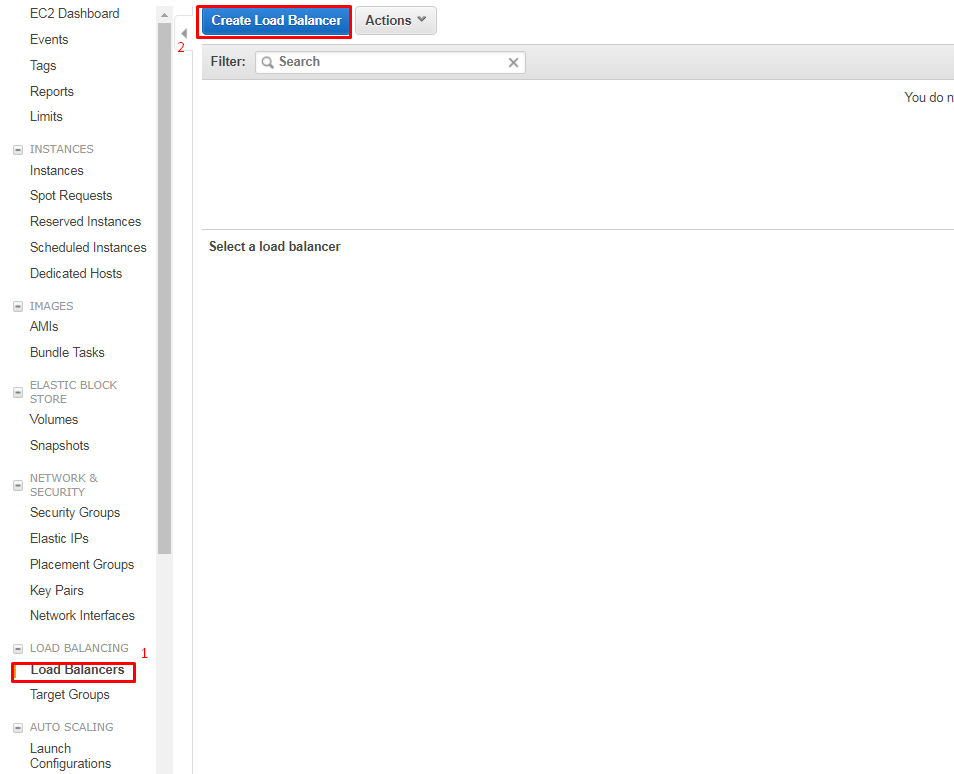 EC2 Dashboard
Events
Tags
Reports
Limits
INSTANCES
Instances
Spot Requests
Reserved Instances
Scheduled Instances
Dedicated Hosts
IMAGES
AMIs
Bundle Tasks
ELASTIC BLOCK
STORE
Volumes
Snapshots
NETWORK &
SECURITY
Security Groups
Elastic IPs
Placement Groups
Key Pairs
Network Interfaces
LOAD BALANCING 1
Load Balancers
Target Groups
AUTO SCALING
Launch
Configurations
2
Create Load Balancer Actions
Filter: Search
You do n
Select a load balancer